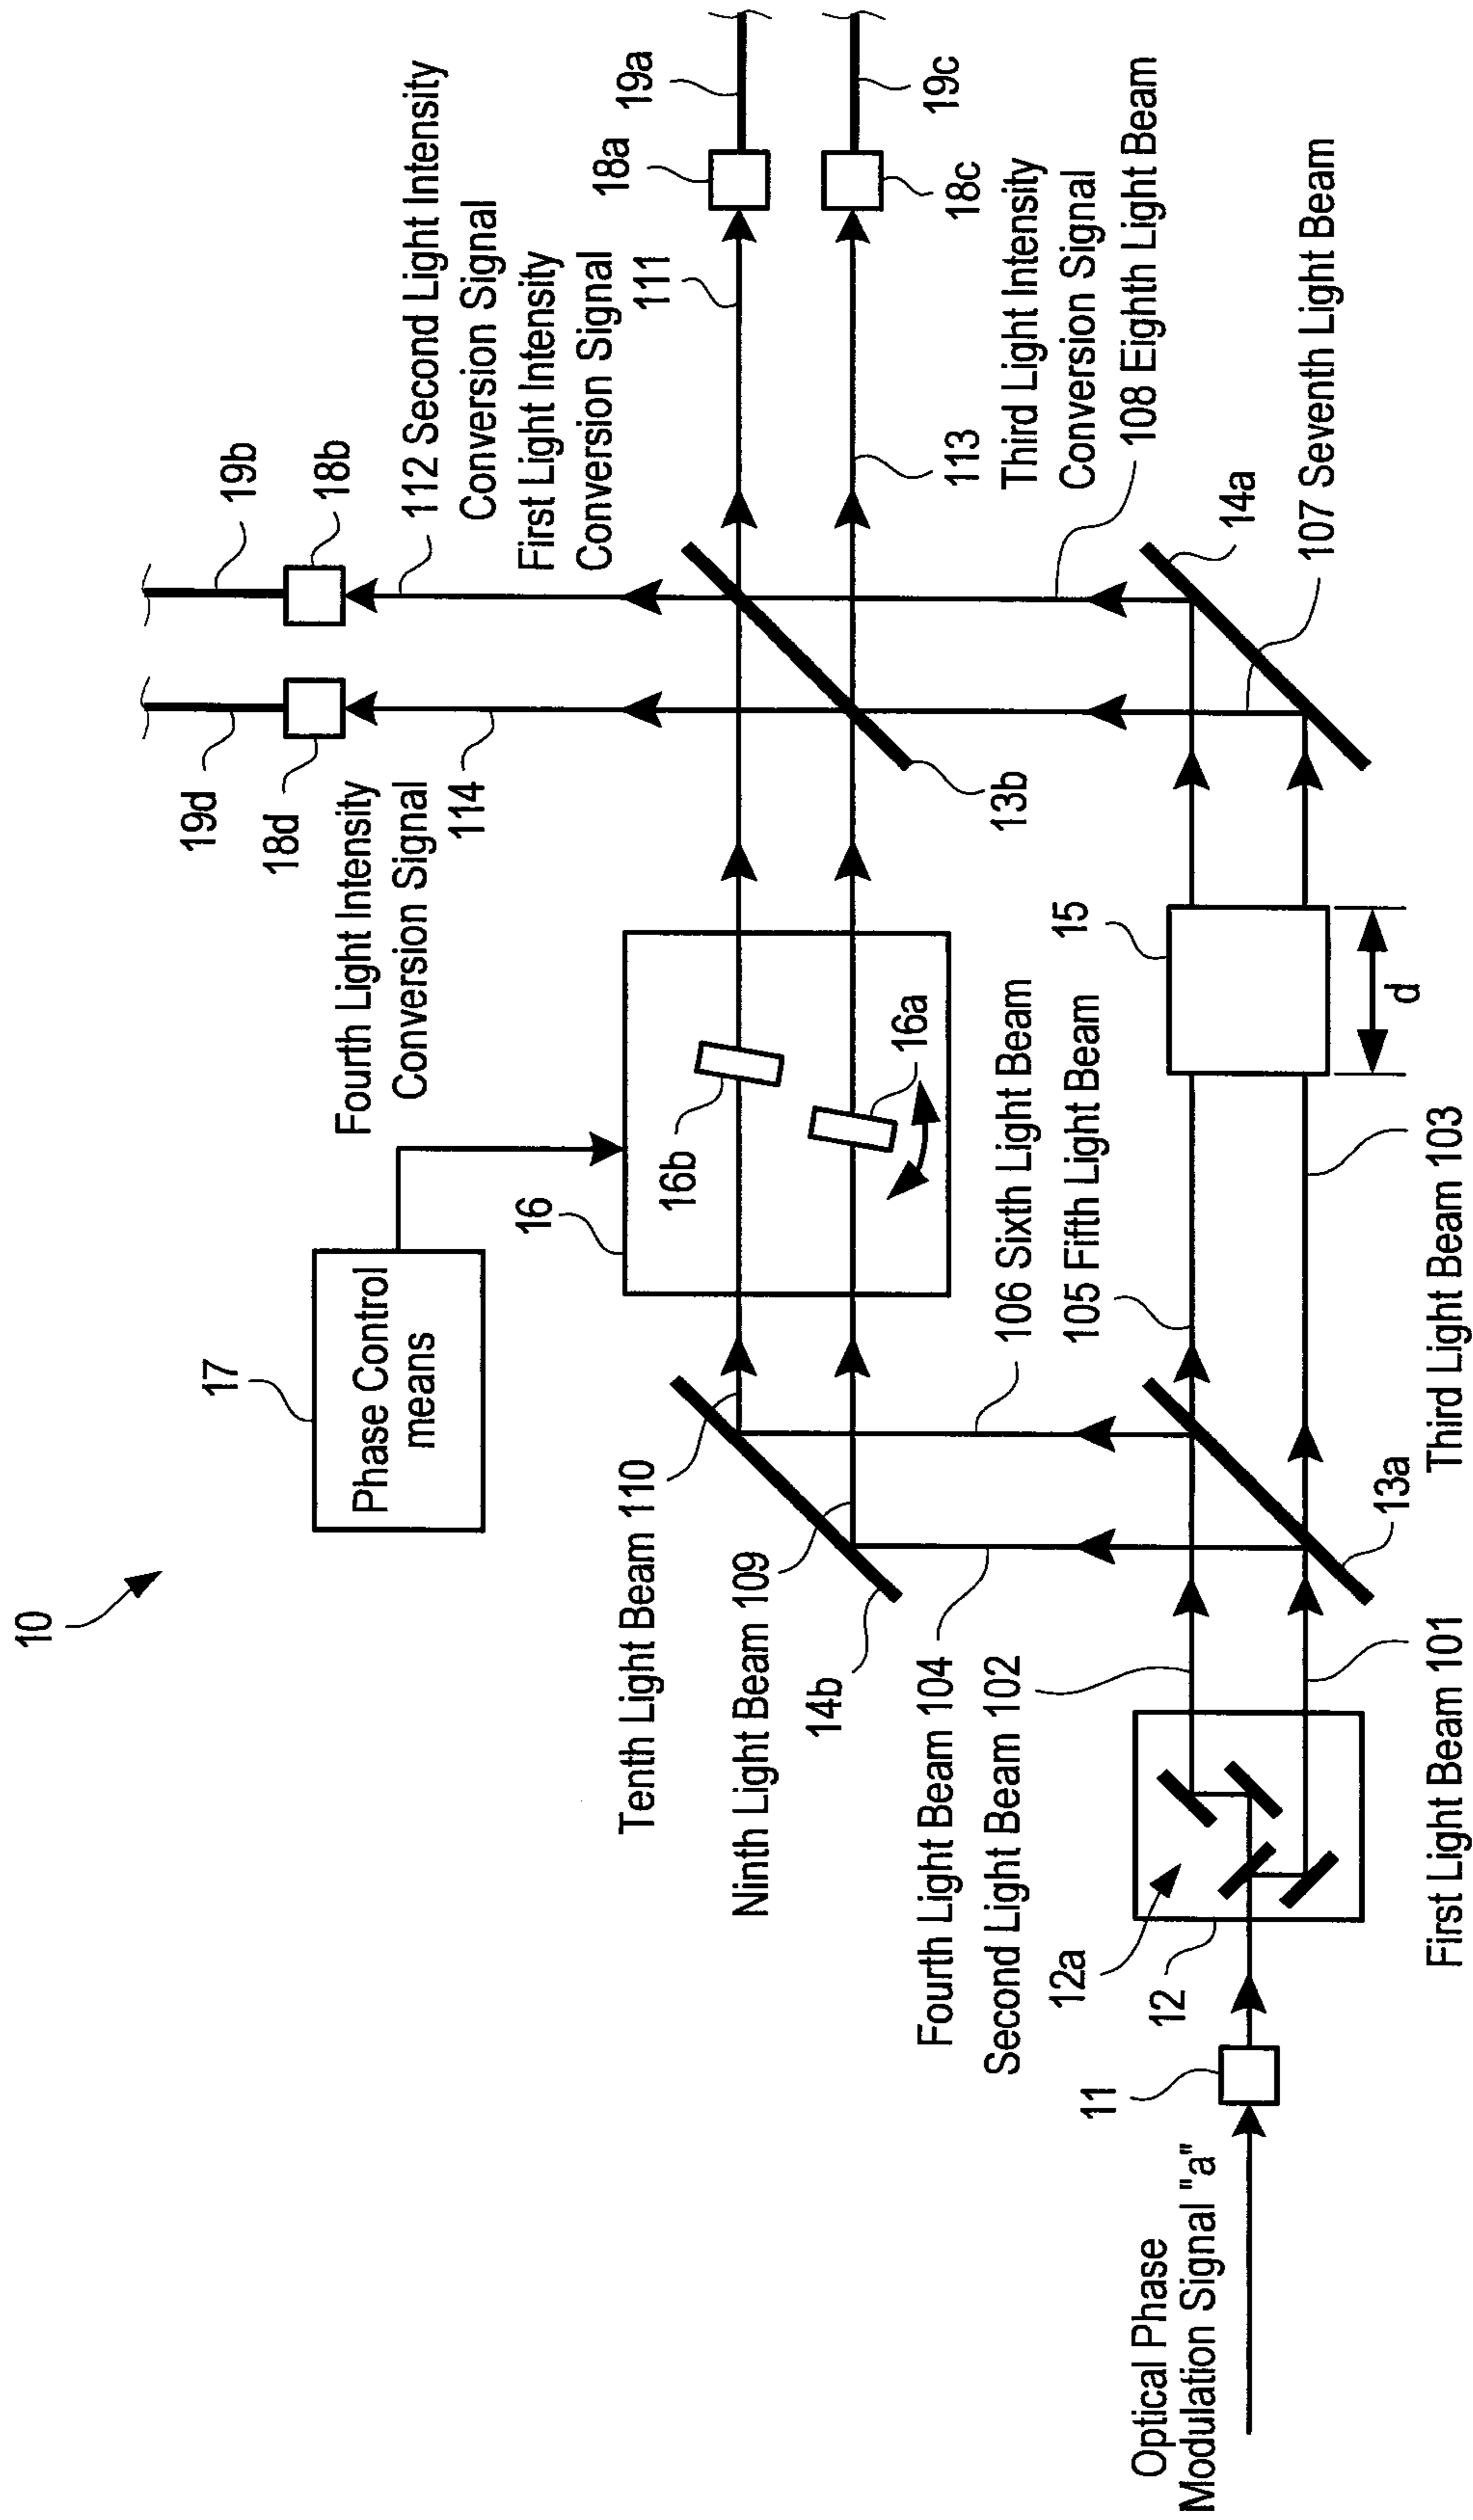 10
17
Phase Control
means
16
16b
16a
19d
18d
Fourth Light Intensity
Conversion Signal
114
19b
18b
112 Second Light Intensity
Conversion Signal
First Light Intensity
Conversion Signal
111
18a
19a
19c
18c
113
Third Light Intensity
Conversion Signal
108 Eighth Light Beam
14a
107 Seventh Light Beam
13b
Tenth Light Beam 110
Ninth Light Beam 109
14b
Fourth Light Beam 104
Second Light Beam 102
106 Sixth Light Beam
105 Fifth Light Beam
15
d
12a
12
11
Optical Phase
Modulation Signal "a"
First Light Beam 101
13a
Third Light Beam 103